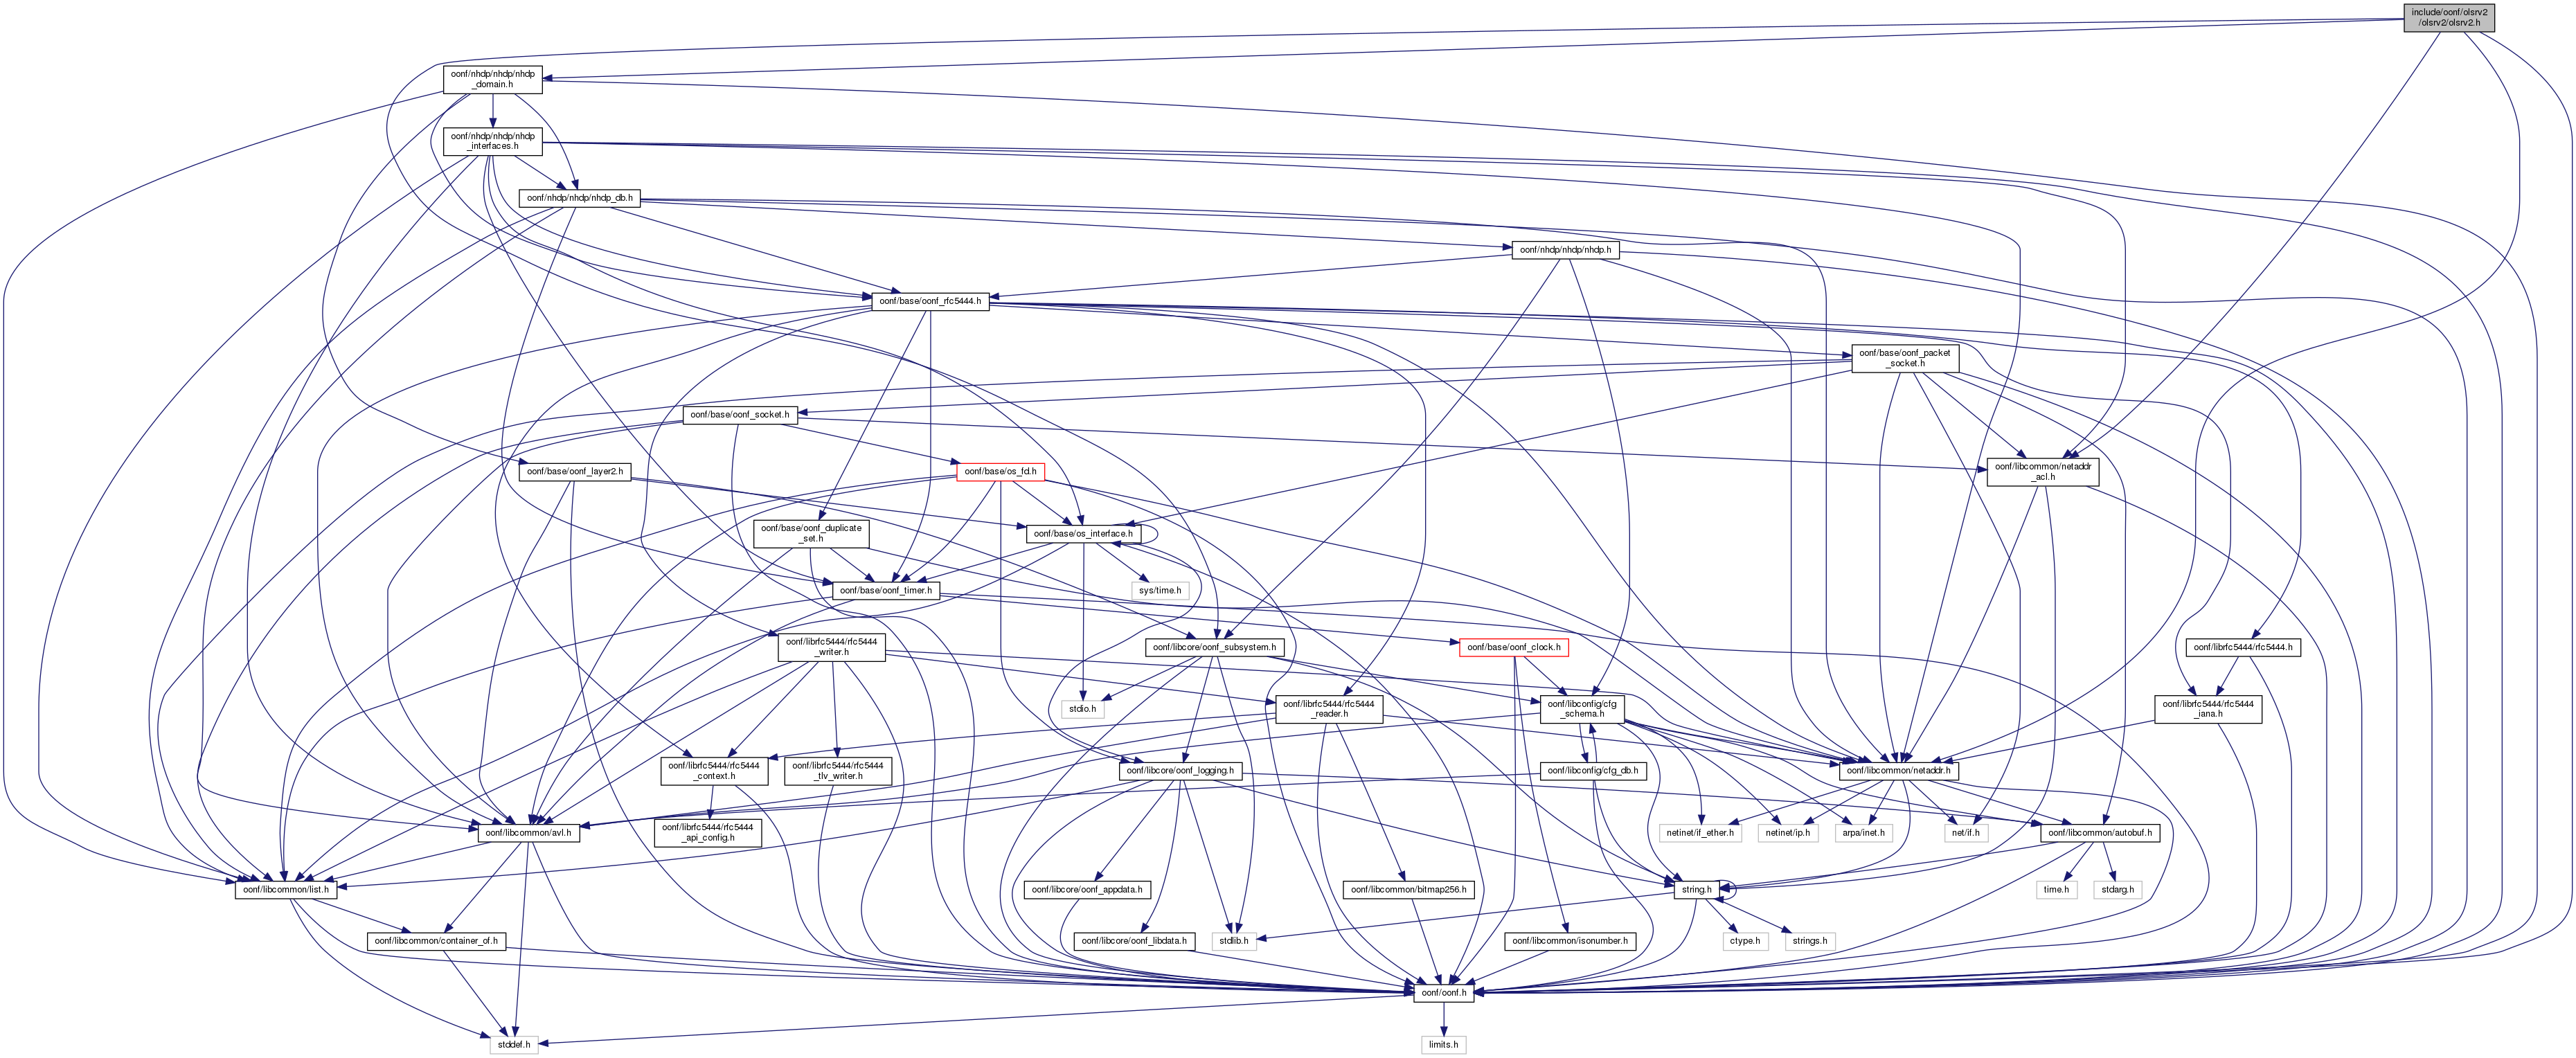 include/oonf/olsrv2
/olsrv2/olsrv2.h
oonf/nhdp/nhdp/nhdp
_domain.h
oonf/nhdp/nhdp/nhdp
_interfaces.h
oonf/nhdp/nhdp/nhdp_db.h
oonf/nhdp/nhdp/nhdp.h
oonf/base/oonf_rfc5444.h
oonf/base/oonf_packet
_socket.h
oonf/base/oonf_socket.h
oonf/base/oonf_layer2.h
oonf/base/os_fd.h
oonf/libcommon/netaddr
_acl.h
oonf/base/oonf_duplicate
_set.h
oonf/base/os_interface.h
oonf/base/oonf_timer.h
sys/time.h
oonf/librfc5444/rfc5444
_writer.h
oonf/libcore/oonf_subsystem.h
oonf/base/oonf_clock.h
oonf/librfc5444/rfc5444.h
stdio.h
oonf/librfc5444/rfc5444
_reader.h
oonf/libconfig/cfg
_schema.h
oonf/librfc5444/rfc5444
_iana.h
oonf/librfc5444/rfc5444
_context.h
oonf/librfc5444/rfc5444
_tlv_writer.h
oonf/libcore/oonf_logging.h
oonf/libconfig/cfg_db.h
oonf/libcommon/netaddr.h
oonf/libcommon/avl.h
oonf/librfc5444/rfc5444
_api_config.h
netinet/if_ether.h
netinet/ip.h
arpa/inet.h
net/if.h
oonf/libcommon/autobuf.h
oonf/libcommon/list.h
oonf/libcore/oonf_appdata.h
oonf/libcommon/bitmap256.h
string.h
time.h
stdarg.h
oonf/libcommon/container_of.h
oonf/libcore/oonf_libdata.h
stdlib.h
oonf/libcommon/isonumber.h
ctype.h
strings.h
oonf/oonf.h
stddef.h
limits.h